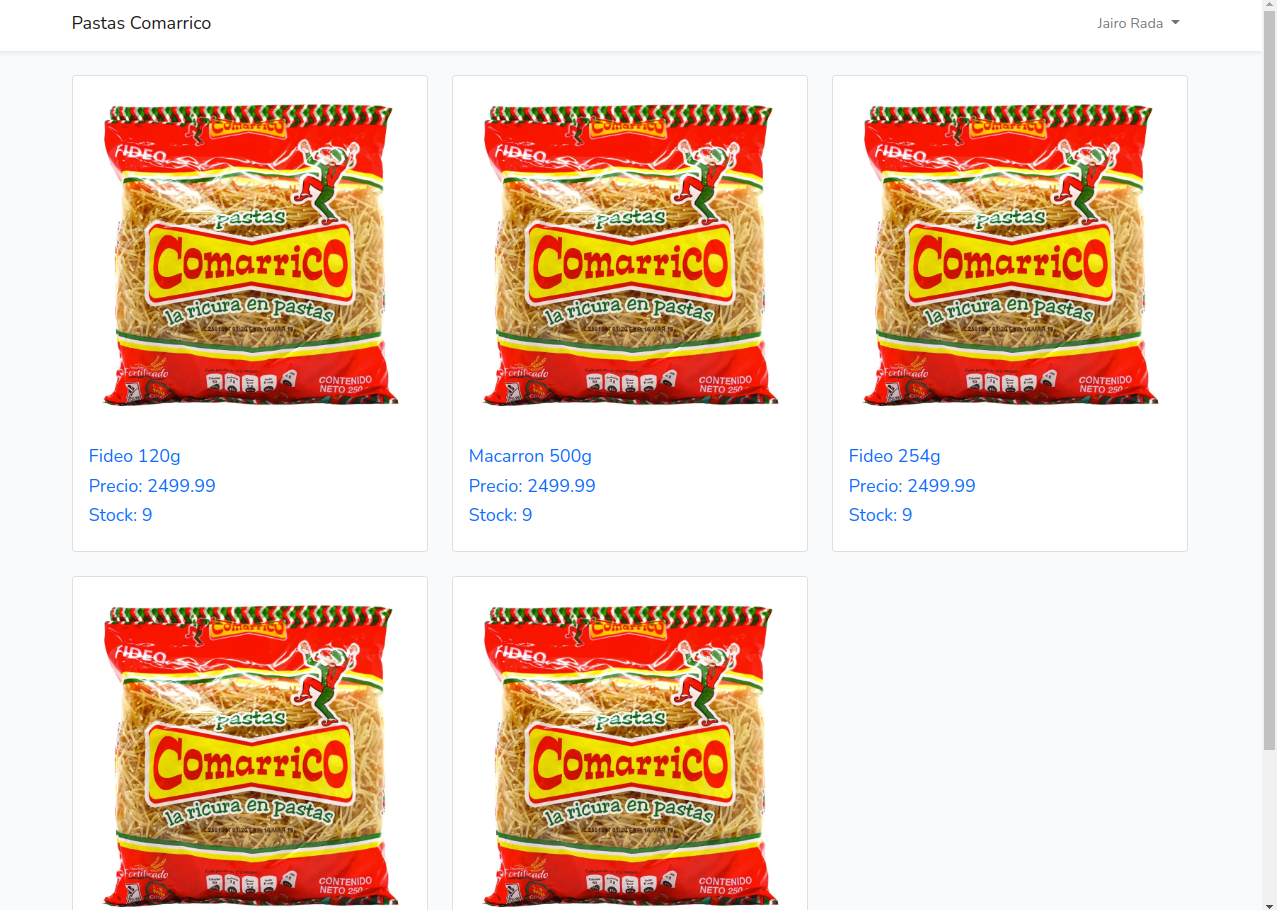 Pastas Comarrico
Jairo Rada
Comarrico
FIDEO
pastas
Comarrico
la ricura en pastas
Fortificado
CONTENIDO
NETO 250
Fideo 120g
Precio: 2499.99
Stock: 9
Comarrico
FIDEO
pastas
Comarrico
la ricura en pastas
Fortificado
CONTENIDO
NETO 250
Macarron 500g
Precio: 2499.99
Stock: 9
Comarrico
FIDEO
pastas
Comarrico
la ricura en pastas
Fortificado
CONTENIDO
NETO 250
Fideo 254g
Precio: 2499.99
Stock: 9
Comarrico
FIDEO
pastas
Comarrico
la ricura en pastas
Fortificado
CONTENIDO
NETO 250
Comarrico
FIDEO
pastas
Comarrico
la ricura en pastas
Fortificado
CONTENIDO
NETO 250